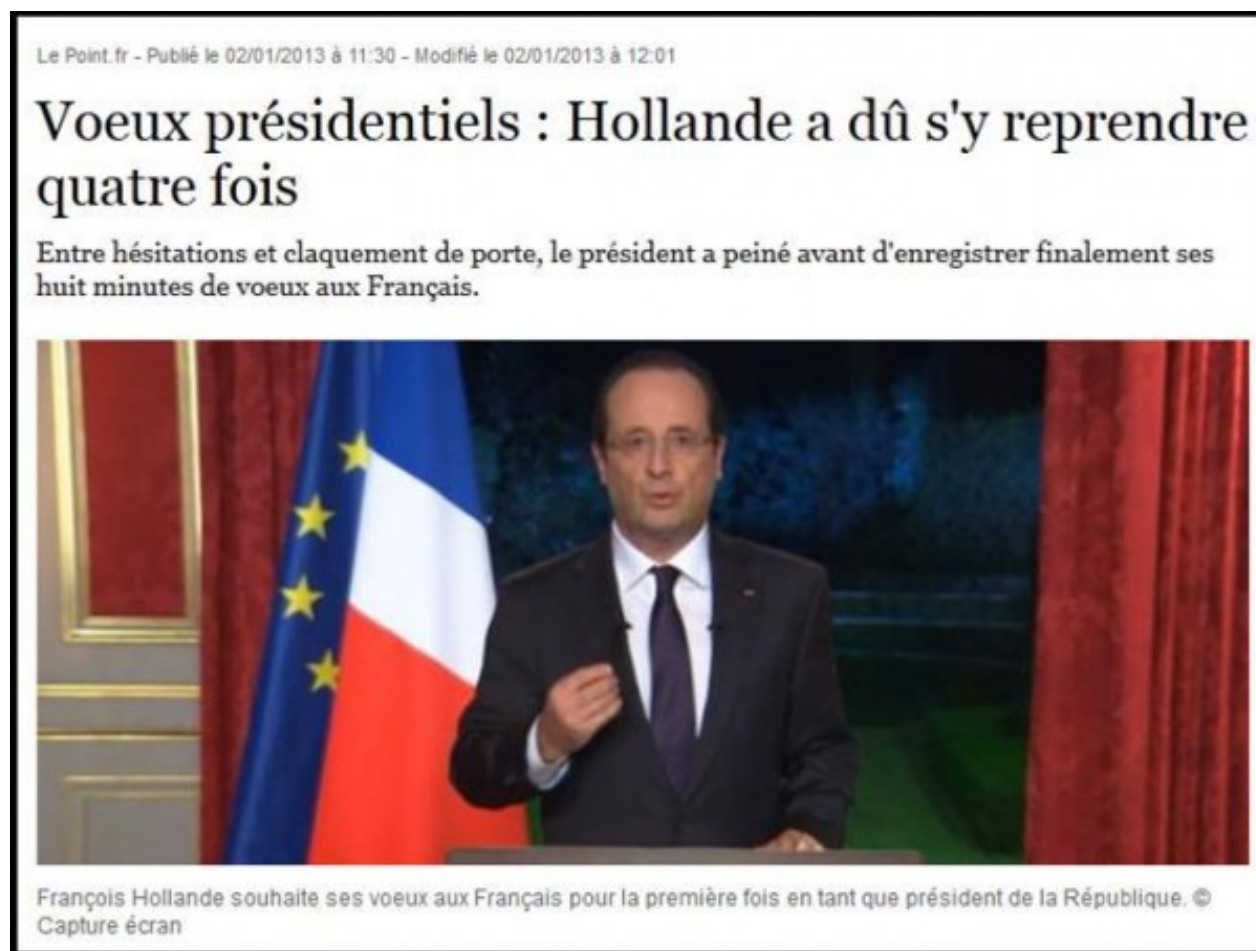 Le Point.fr - Publié le 02/01/2013 à 11:30 - Modifié le 02/01/2013 à 12:01
Voeux présidentiels : Hollande a dû s'y reprendre
quatre fois
Entre hésitations et claquement de porte, le président a peiné avant d'enregistrer finalement ses
huit minutes de voeux aux Français.
François Hollande souhaite ses voeux aux Français pour la première fois en tant que président de la République. ©
Capture écran